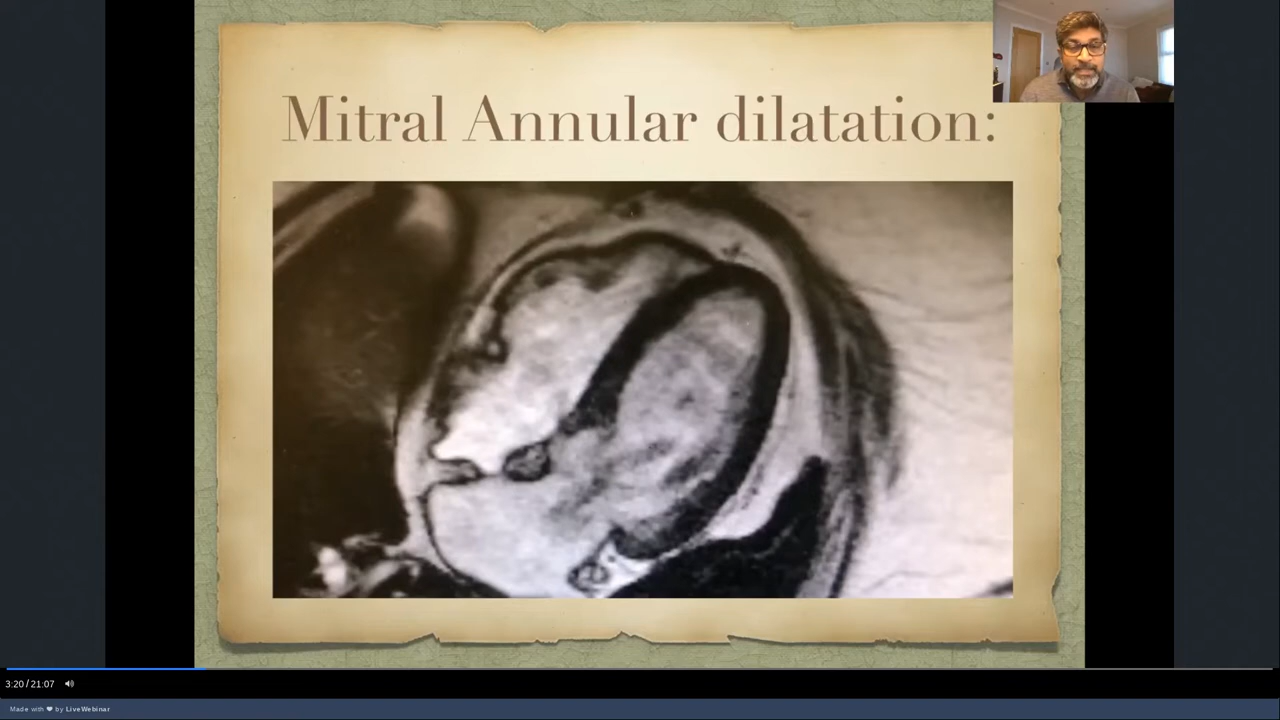 Mitral Annular dilatation:
3:20 / 21:07
Made with ❤ by LiveWebinar